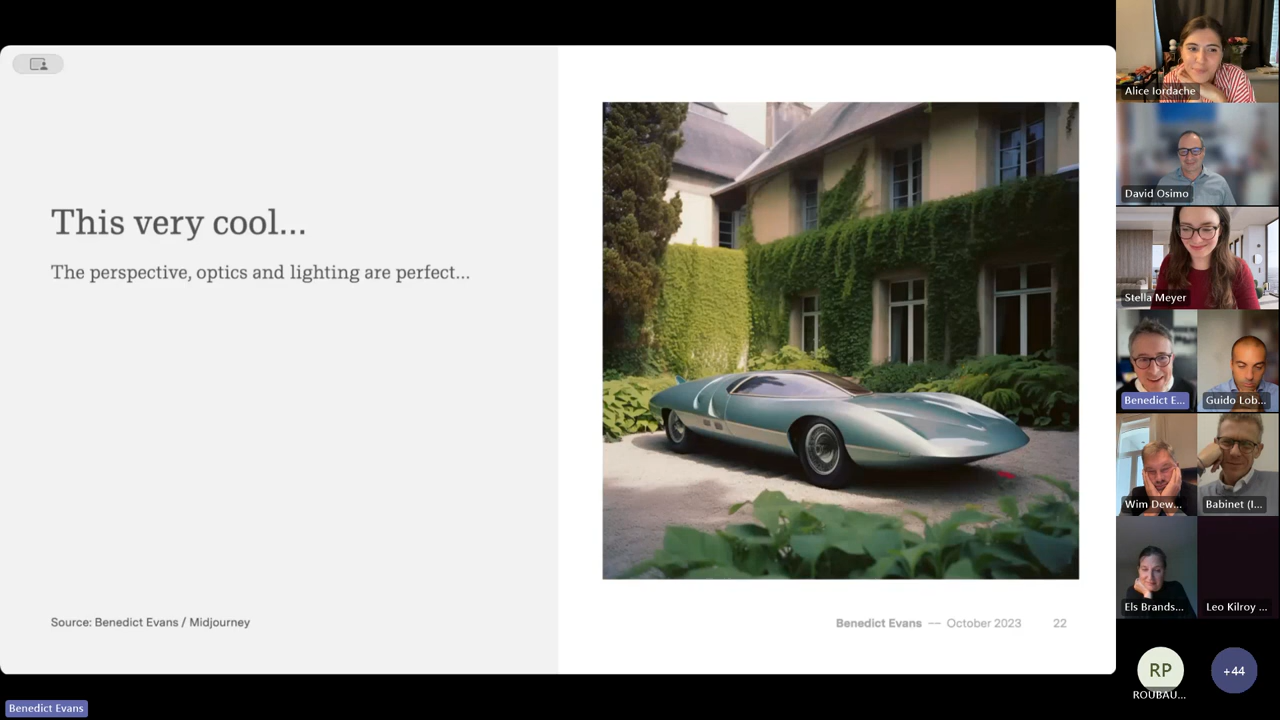 This very cool...
The perspective, optics and lighting are perfect...
Source: Benedict Evans / Midjourney
Benedict Evans — October 2023 22
Benedict Evans
Alice Iordache
David Osimo
Stella Meyer
Benedict E... Guido Lob...
Wim Dew... Babinet (I...
Els Brands... Leo Kilroy ...
RP +44
ROUBAU...